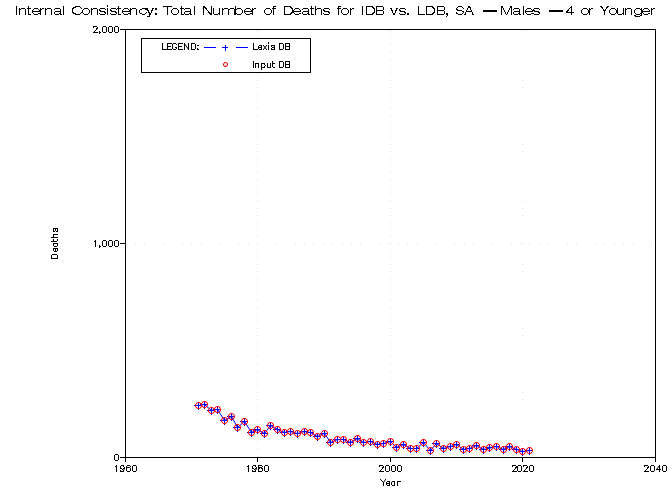 Internal Consistency: Total Number of Deaths for IDB vs. LDB, SA — Males — 4 or Younger
2,000
LEGEND: Lexis DB
Input DB
1,000
Deaths
0
1960 1980 2000 2020 2040
Year